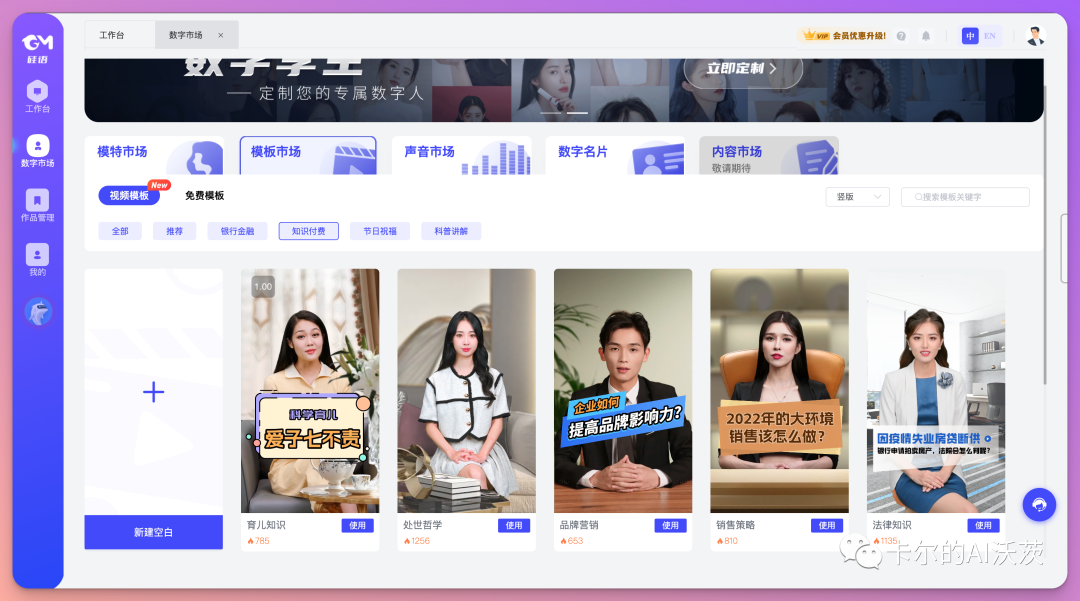 GM
硅语
工作台
数字市场
作品管理
我的
工作台
数字市场 ×
VIP 会员优惠升级!
中 EN
数字孪生
定制您的专属数字人
立即定制 >
模特市场
模板市场
声音市场
数字名片
内容市场
敬请期待
视频模板
New
免费模板
竖版
搜索模板关键字
全部
推荐
银行金融
知识付费
节日祝福
科普讲解
新建空白
1.00
科学育儿
爱子七不责
育儿知识
使用
785
处世哲学
使用
1256
企业如何
提高品牌影响力?
品牌营销
使用
653
2022年的大环境
销售该怎么做?
销售策略
使用
810
因疫情失业房贷断供
银行申请拍卖房产，法院会怎么判呢?
法律知识
使用
1135
卡尔的AI沃茨